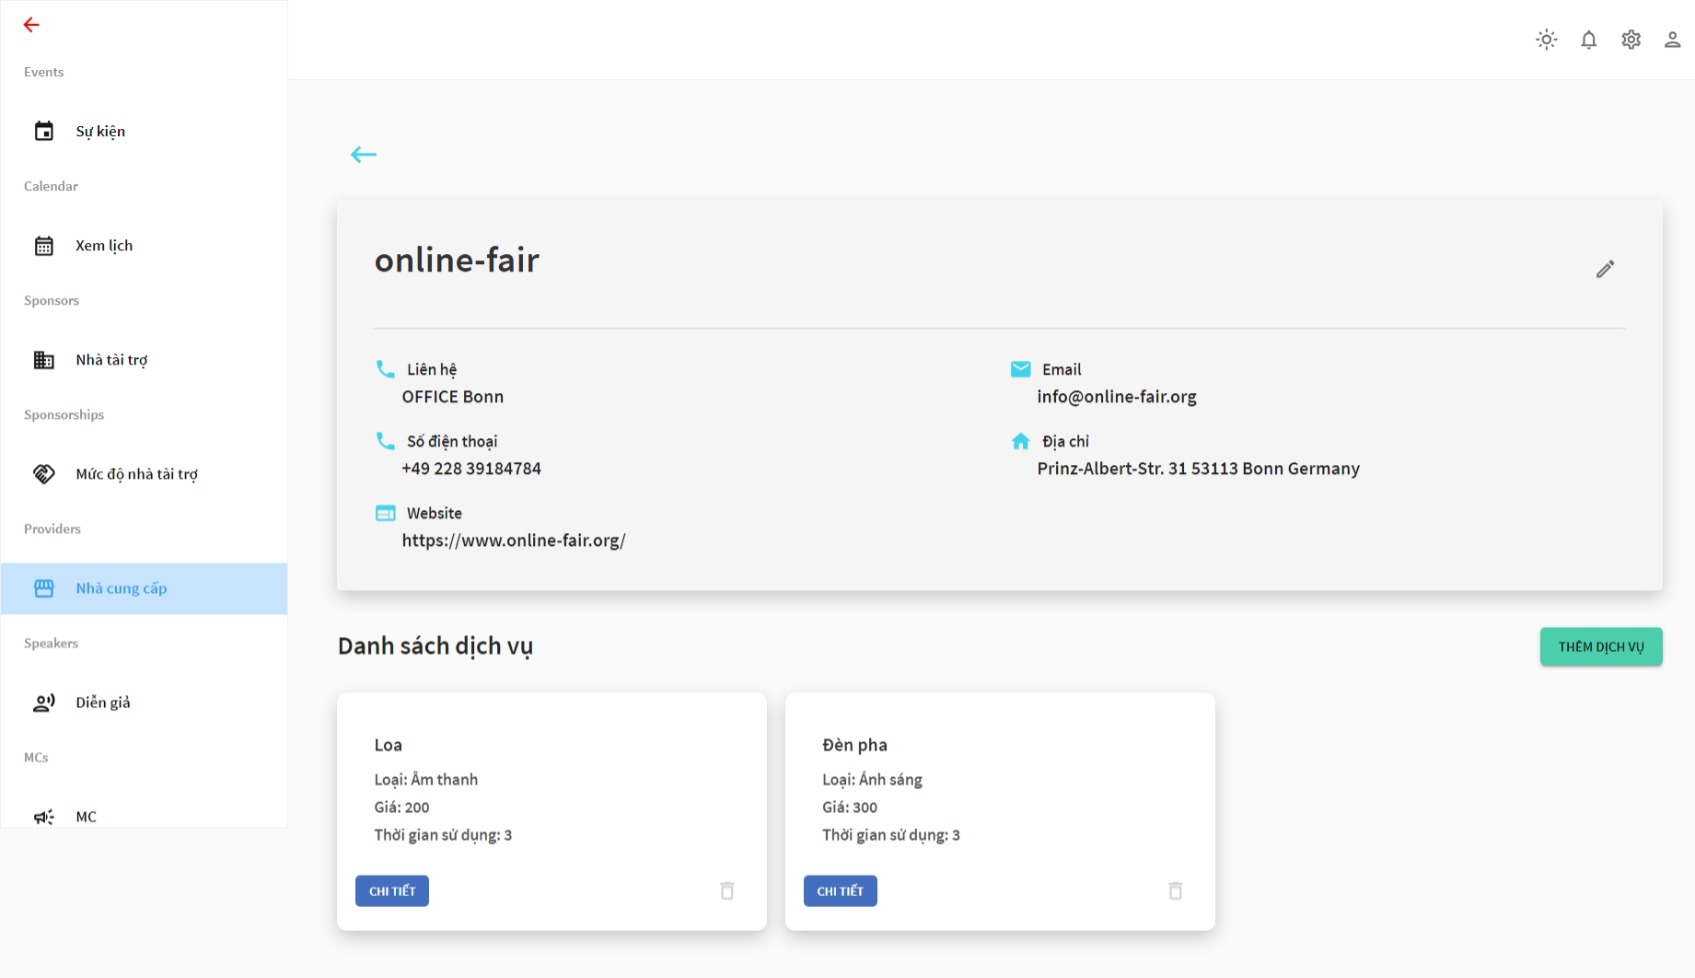 Events
Sự kiện
Calendar
Xem lịch
Sponsors
Nhà tài trợ
Sponsorships
Mức độ nhà tài trợ
Providers
Nhà cung cấp
Speakers
Diễn giả
MCs
MC
online-fair
Liên hệ
OFFICE Bonn
Email
info@online-fair.org
Số điện thoại
+49 228 39184784
Địa chỉ
Prinz-Albert-Str. 31 53113 Bonn Germany
Website
https://www.online-fair.org/
Danh sách dịch vụ
THÊM DỊCH VỤ
Loa
Loại: Âm thanh
Giá: 200
Thời gian sử dụng: 3
CHI TIẾT
Đèn pha
Loại: Ánh sáng
Giá: 300
Thời gian sử dụng: 3
CHI TIẾT